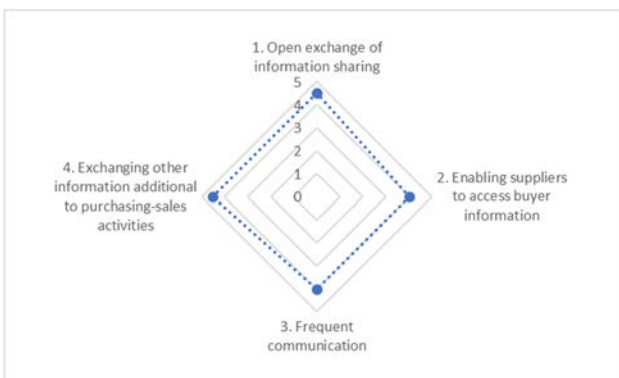 1. Open exchange of
information sharing
5
4
3
2
1
0
4. Exchanging other
information additional
to purchasing-sales
activities
2. Enabling suppliers
to access buyer
information
3. Frequent
communication